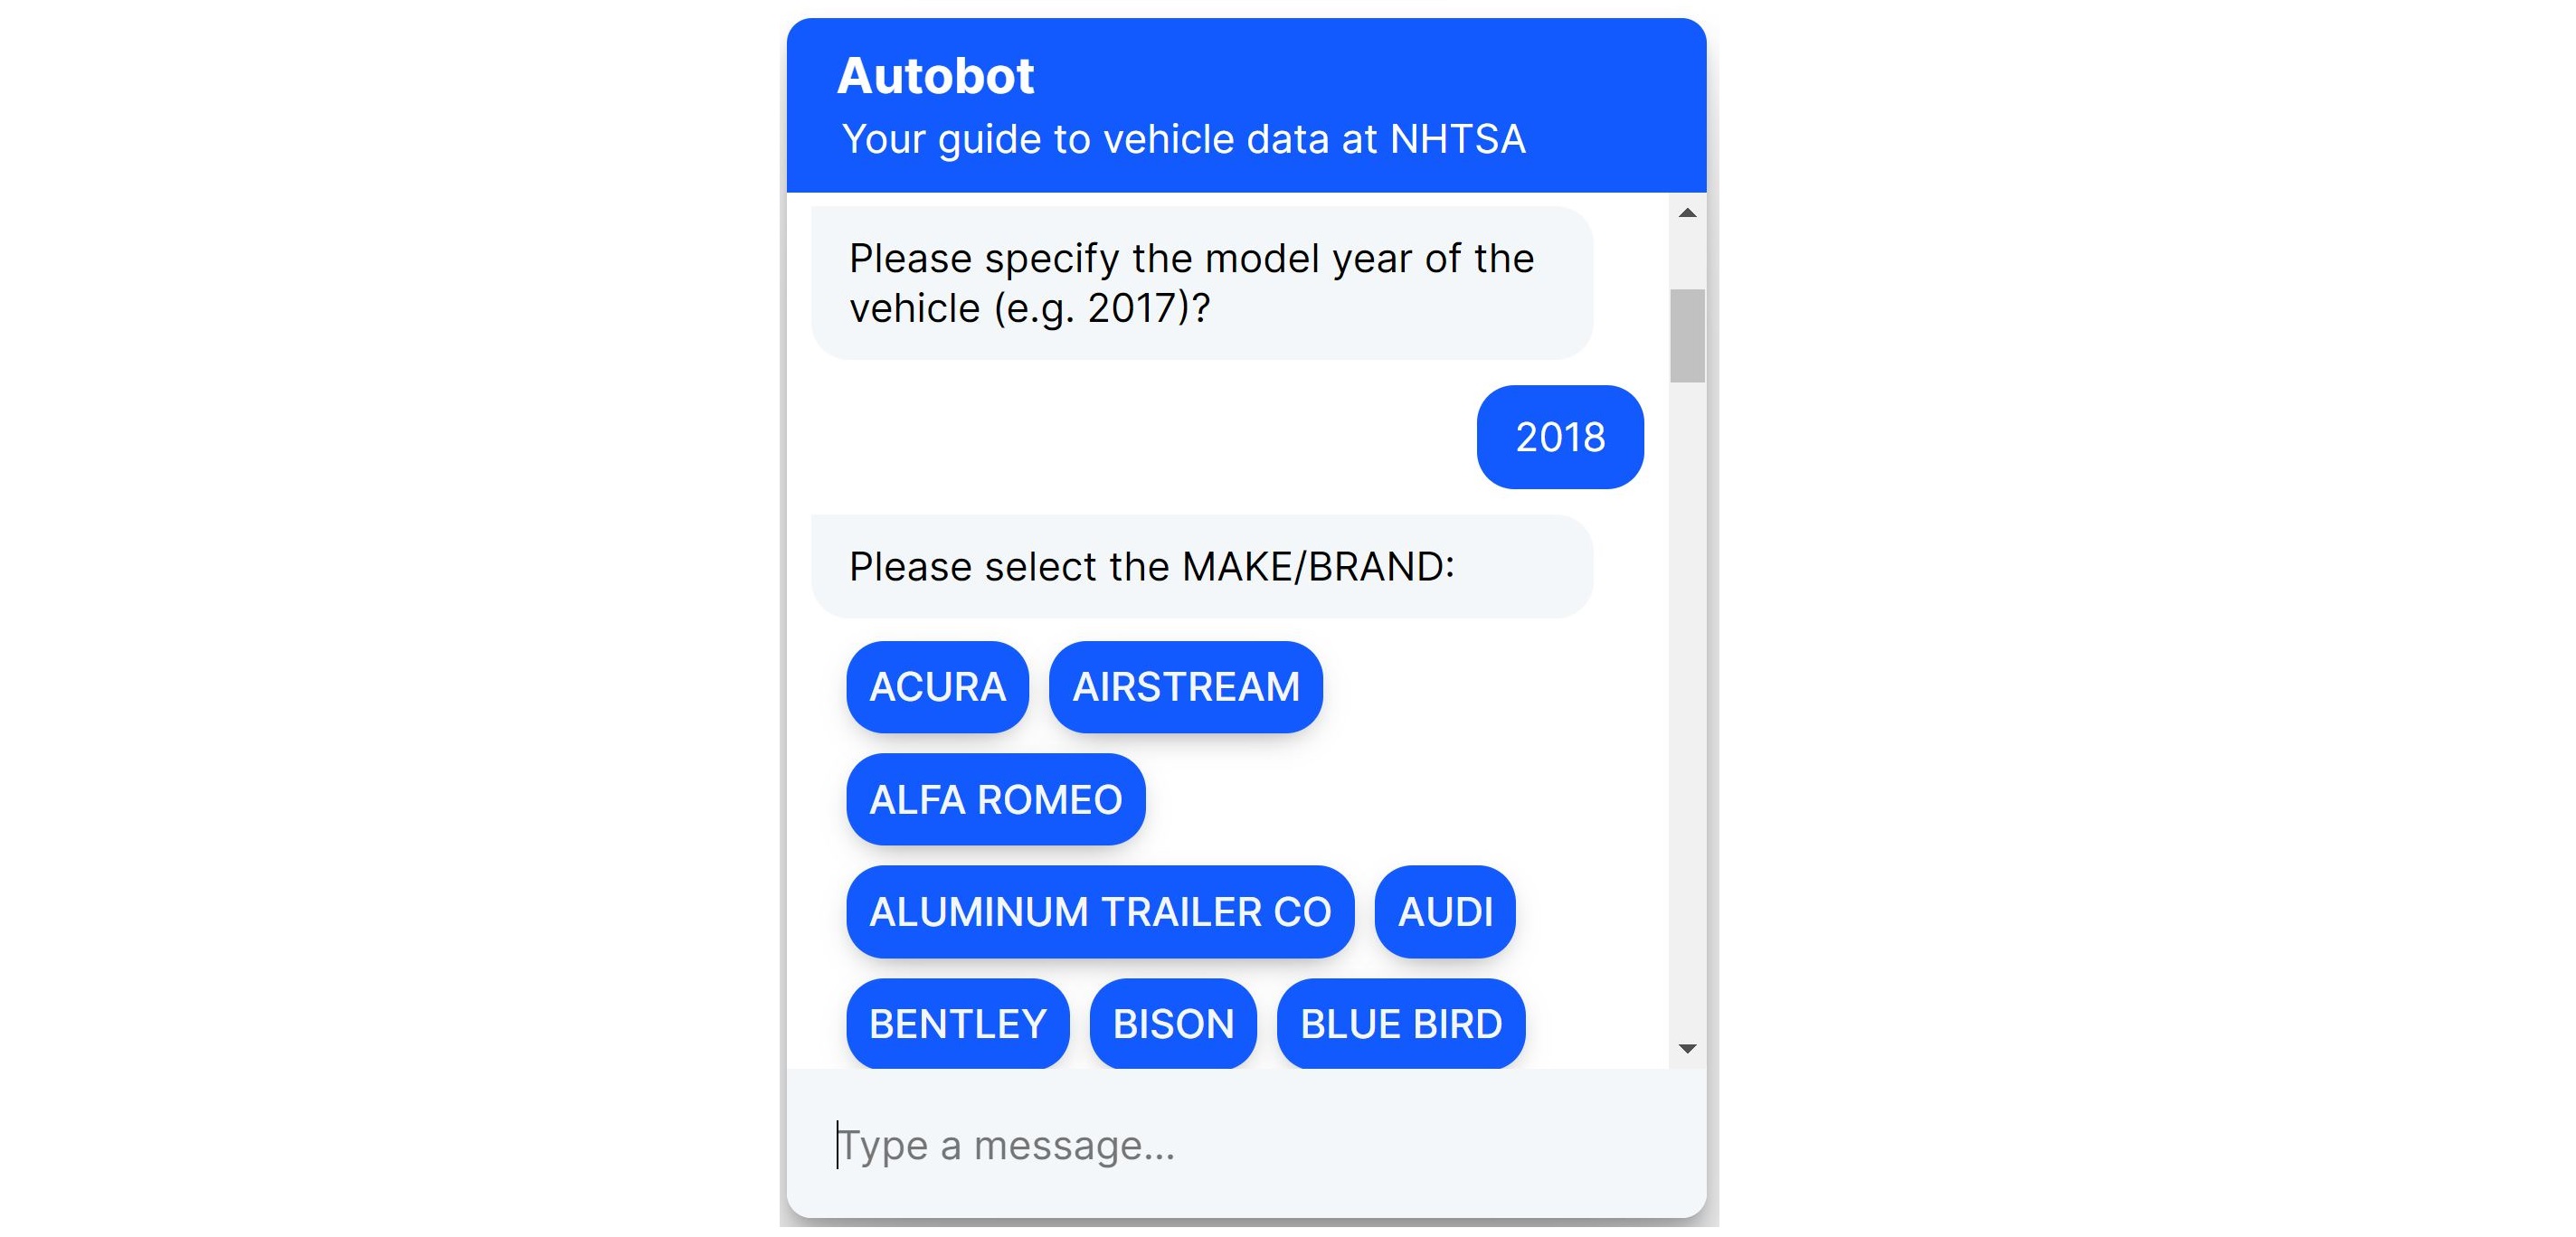 Autobot
Your guide to vehicle data at NHTSA
Please specify the model year of the
vehicle (e.g. 2017)?
2018
Please select the MAKE/BRAND:
ACURA AIRSTREAM
ALFA ROMEO
ALUMINUM TRAILER CO AUDI
BENTLEY BISON BLUE BIRD
Type a message...